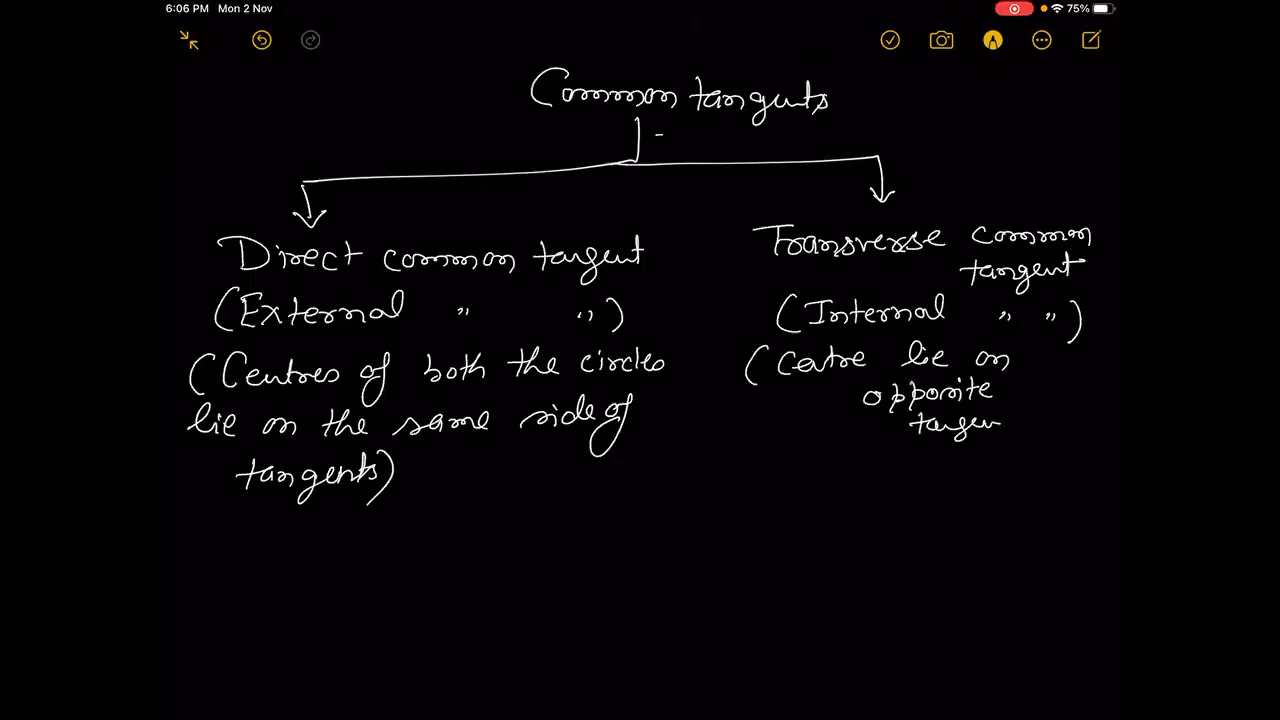 6:06 PM Mon 2 Nov
75%
Common tangents
Direct common tangent
(External " ")
(Centres of both the circles
lie on the same side of
tangents)
Transverse common
tangent
(Internal " ")
(Centre lie on
opposite
tangen